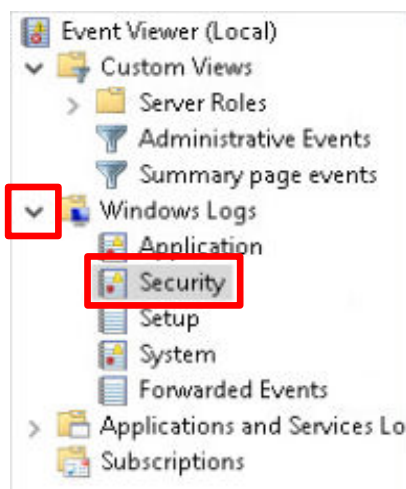 Event Viewer (Local)
Custom Views
Server Roles
Administrative Events
Summary page events
Windows Logs
Application
Security
Setup
System
Forwarded Events
Applications and Services Lo
Subscriptions